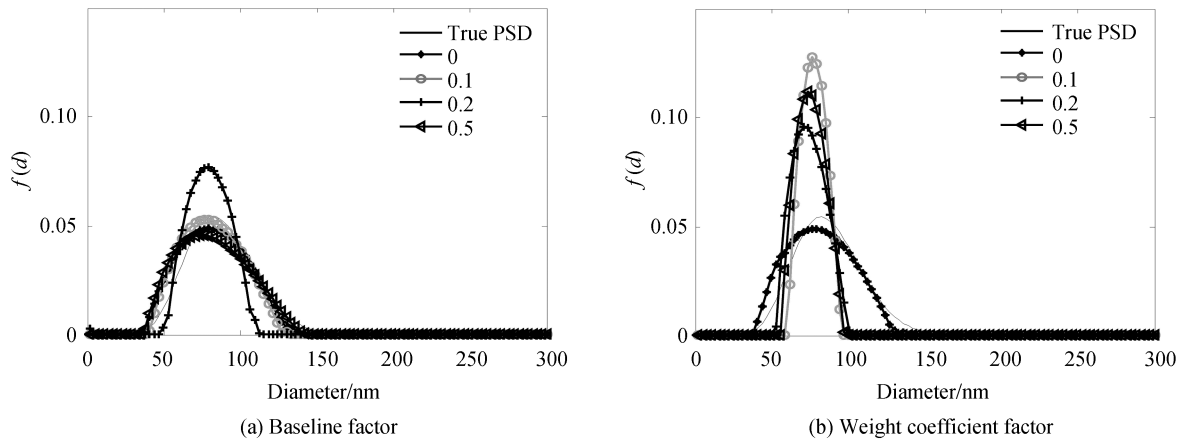 True PSD
0
0.1
0.2
0.5
0.10
0.05
0
f(d)
0 50 100 150 200 250 300
Diameter/nm
(a) Baseline factor
True PSD
0
0.1
0.2
0.5
0.10
0.05
0
f(d)
0 50 100 150 200 250 300
Diameter/nm
(b) Weight coefficient factor